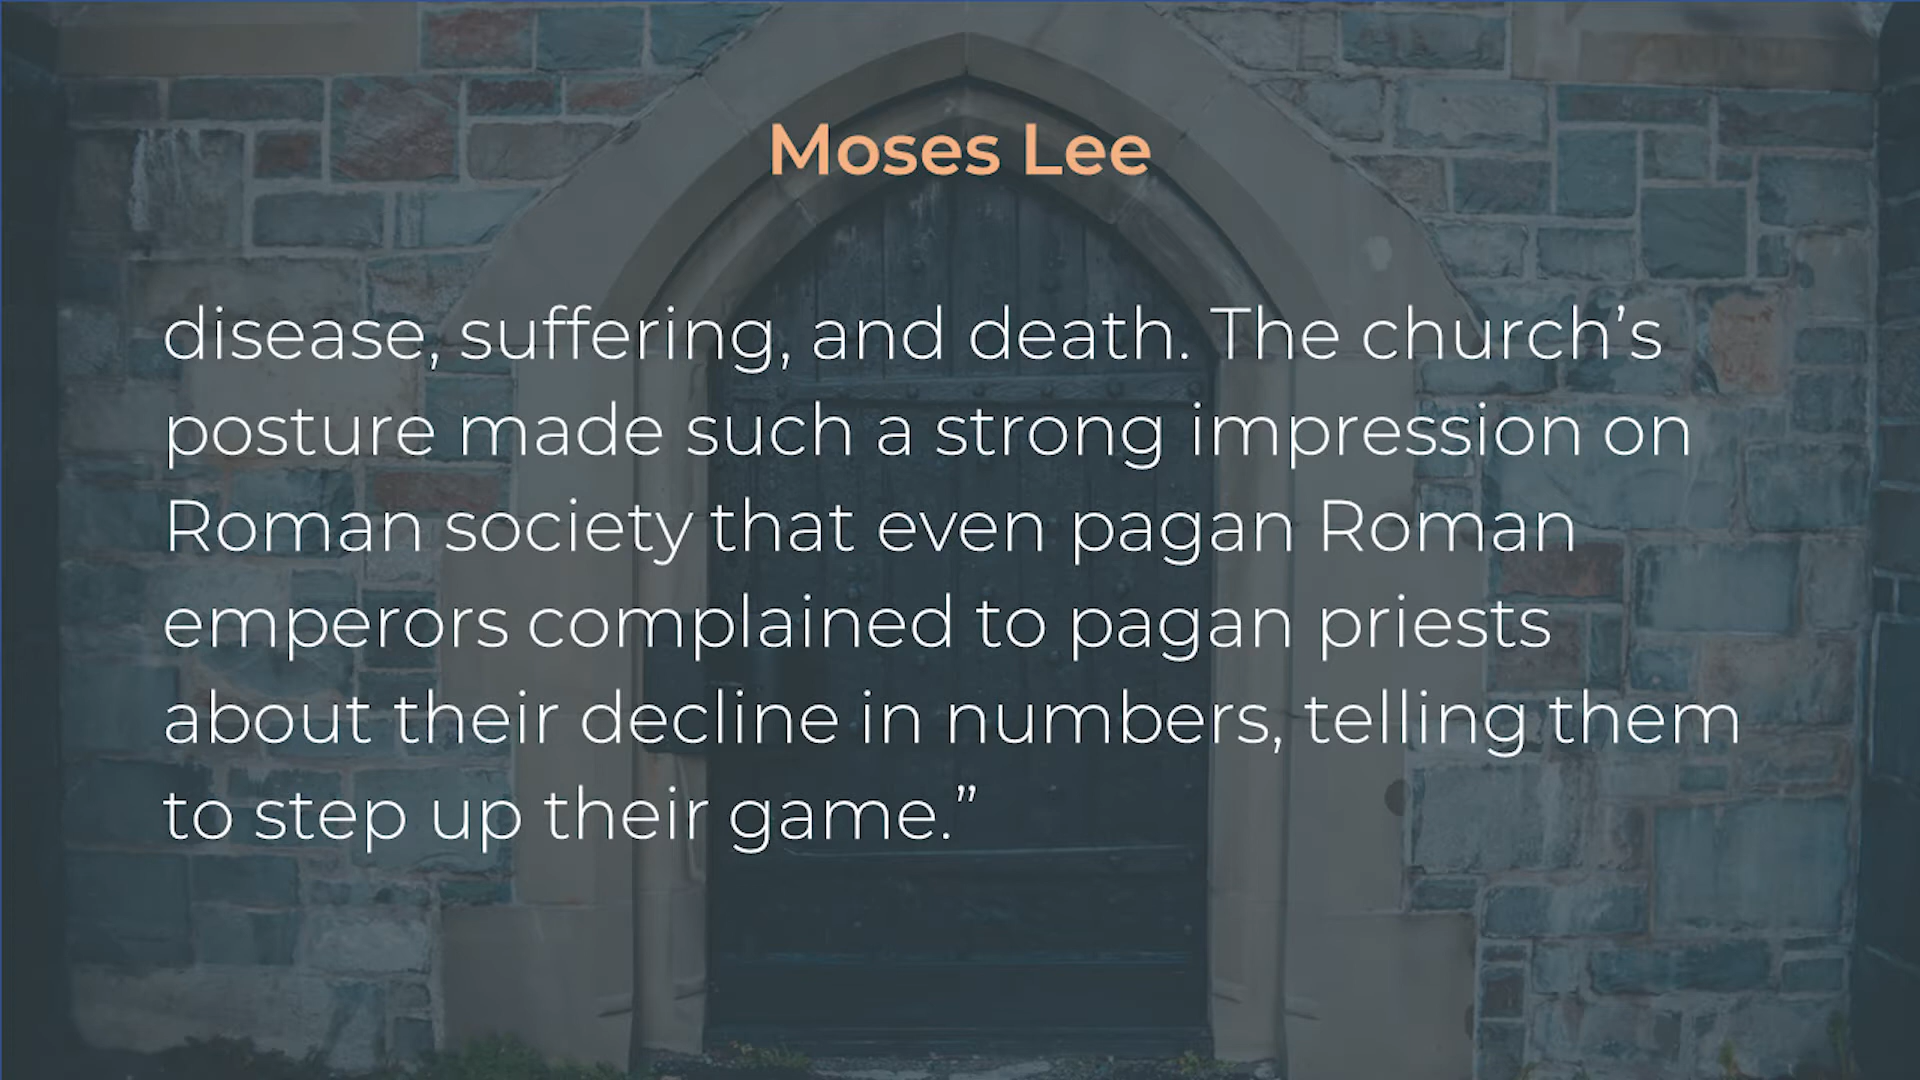 Moses Lee
disease, suffering, and death. The church’s
posture made such a strong impression on
Roman society that even pagan Roman
emperors complained to pagan priests
about their decline in numbers, telling them
to step up their game.”